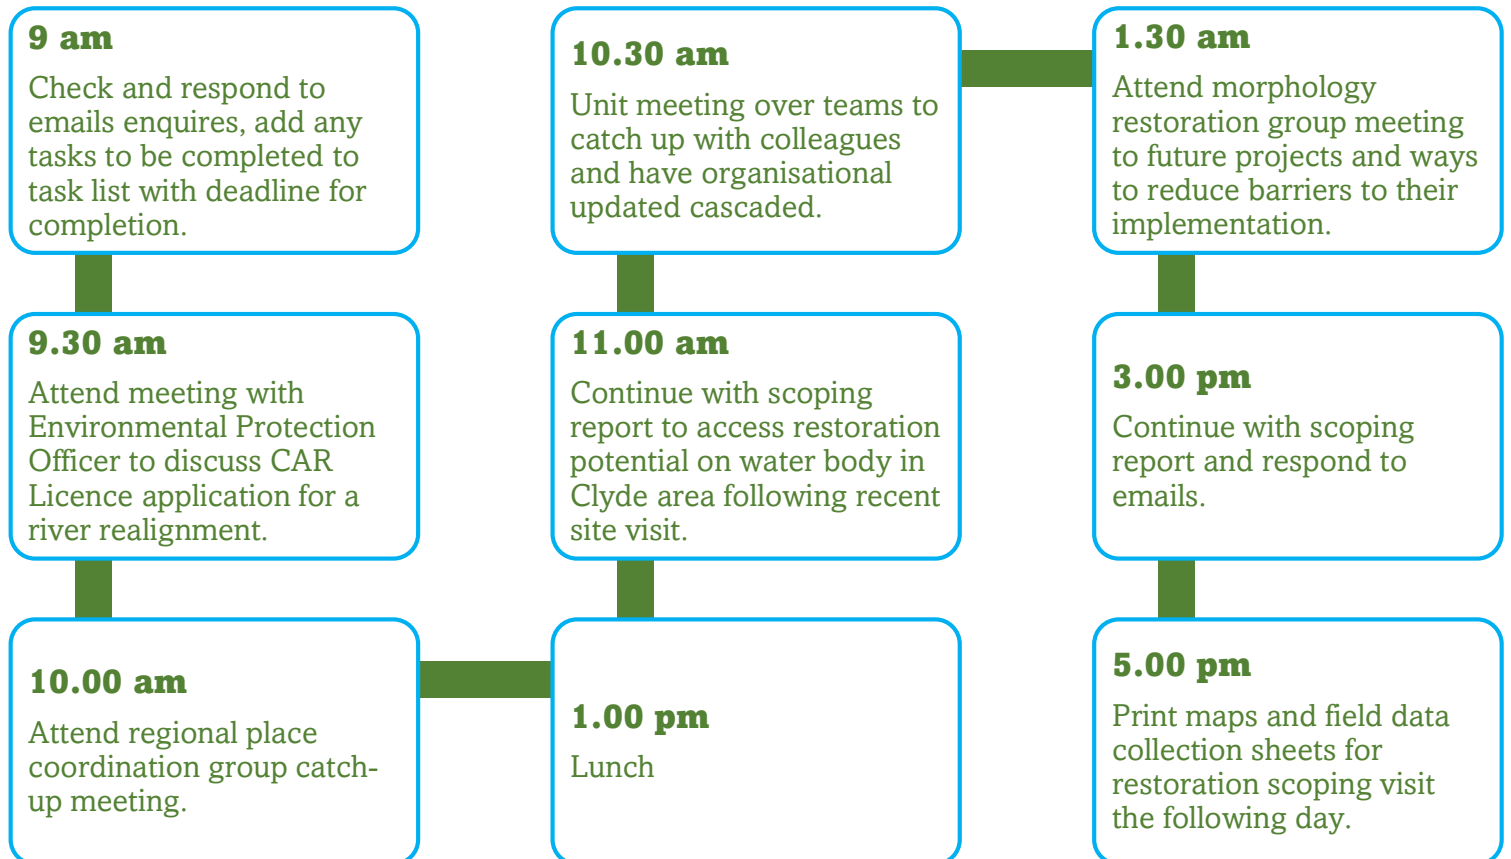 9 am
Check and respond to
emails enquires, add any
tasks to be completed to
task list with deadline for
completion.
9.30 am
Attend meeting with
Environmental Protection
Officer to discuss CAR
Licence application for a
river realignment.
10.00 am
Attend regional place
coordination group catch-
up meeting.
10.30 am
Unit meeting over teams to
catch up with colleagues
and have organisational
updated cascaded.
11.00 am
Continue with scoping
report to access restoration
potential on water body in
Clyde area following recent
site visit.
1.00 pm
Lunch
1.30 am
Attend morphology
restoration group meeting
to future projects and ways
to reduce barriers to their
implementation.
3.00 pm
Continue with scoping
report and respond to
emails.
5.00 pm
Print maps and field data
collection sheets for
restoration scoping visit
the following day.